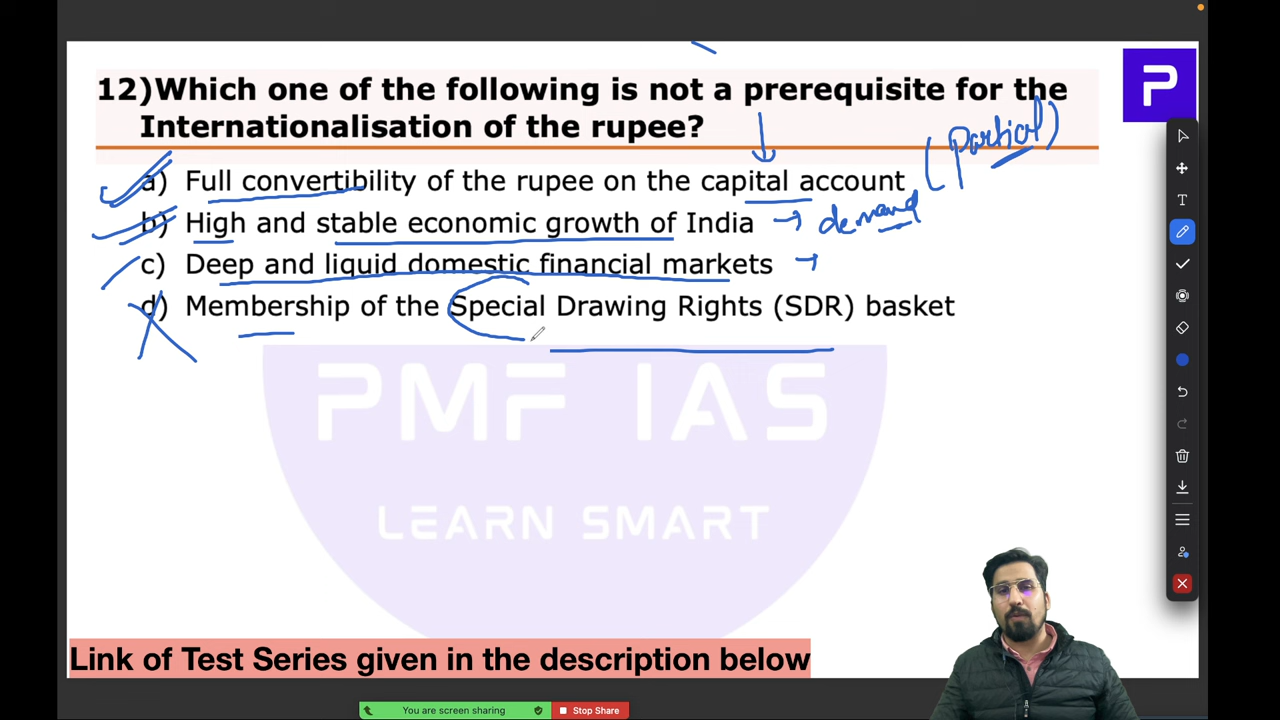 12)Which one of the following is not a prerequisite for the
Internationalisation of the rupee?
(Partial)
a) Full convertibility of the rupee on the capital account
b) High and stable economic growth of India → demand
c) Deep and liquid domestic financial markets →
d) Membership of the Special Drawing Rights (SDR) basket
PMF IAS
LEARN SMART
Link of Test Series given in the description below
You are screen sharing
Stop Share
P
T